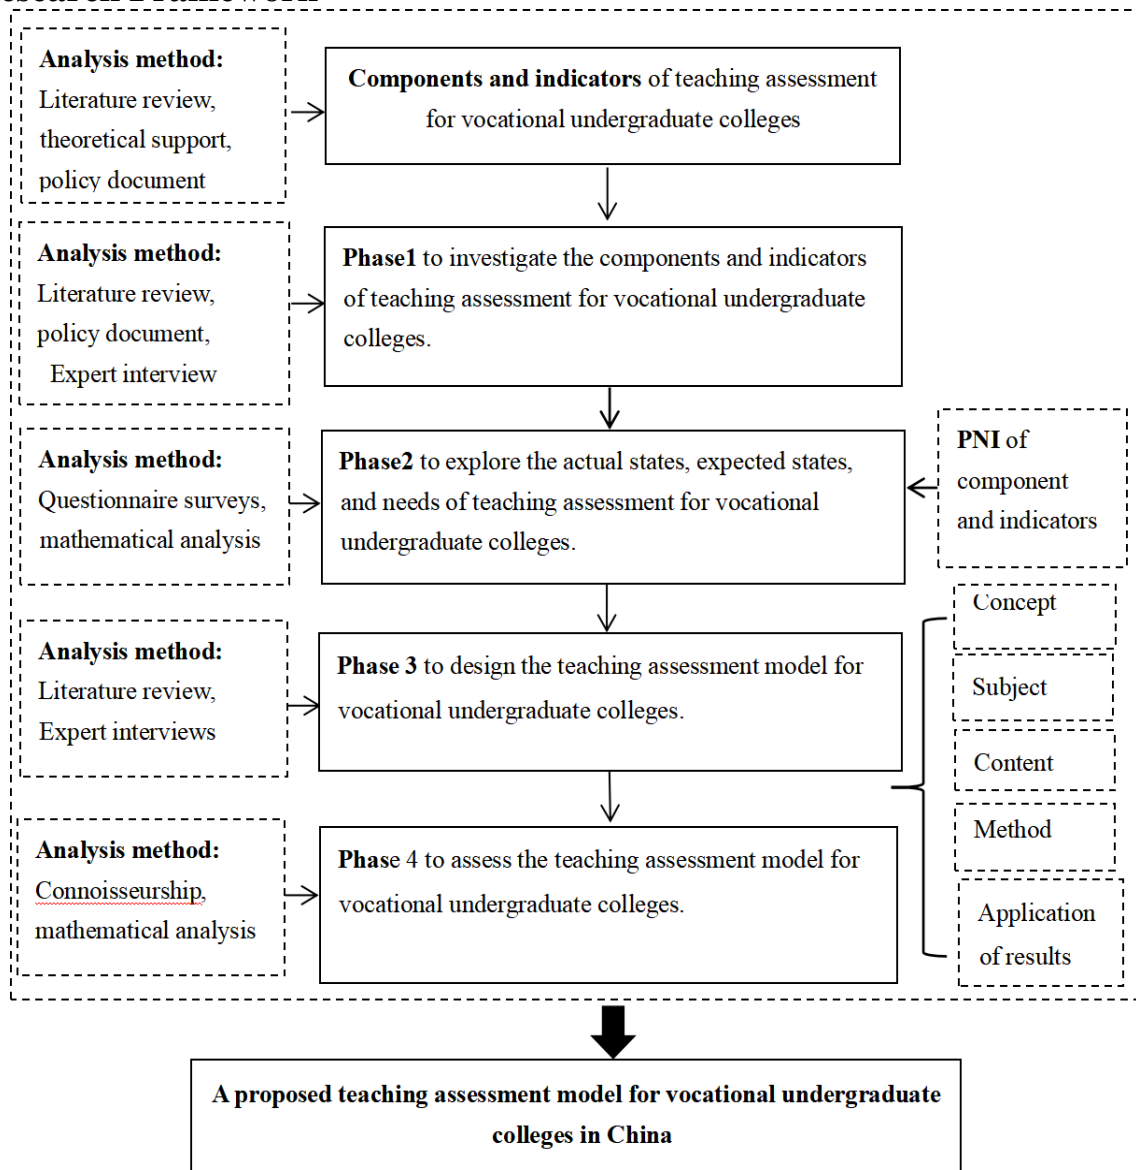 Analysis method:
Literature review,
theoretical support,
policy document
Components and indicators of teaching assessment
for vocational undergraduate colleges
Analysis method:
Literature review,
policy document,
Expert interview
Phase1 to investigate the components and indicators
of teaching assessment for vocational undergraduate
colleges.
Analysis method:
Questionnaire surveys,
mathematical analysis
Phase2 to explore the actual states, expected states,
and needs of teaching assessment for vocational
undergraduate colleges.
PNI of
component
and indicators
Analysis method:
Literature review,
Expert interviews
Phase 3 to design the teaching assessment model for
vocational undergraduate colleges.
Concept
Subject
Content
Method
Application
of results
Analysis method:
Connoisseurship,
mathematical analysis
Phase 4 to assess the teaching assessment model for
vocational undergraduate colleges.
A proposed teaching assessment model for vocational undergraduate
colleges in China